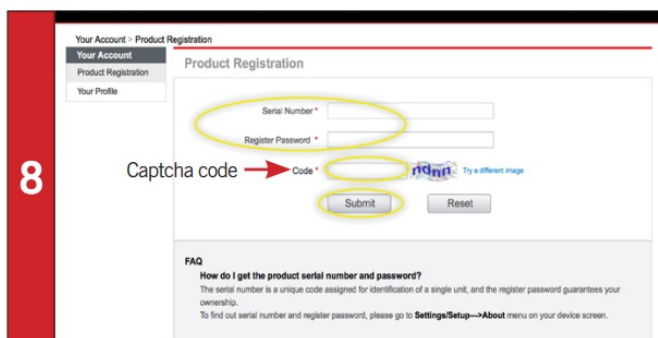 Your Account > Product Registration
Your Account
Product Registration
Your Profile
Product Registration
Serial Number *
Register Password *
8
Captcha code
Code *
ndnn
Try a different image
Submit
Reset
FAQ
How do I get the product serial number and password?
The serial number is a unique code assigned for identification of a single unit, and the register password guarantees your
ownership.
To find out serial number and register password, please go to Settings/Setup--->About menu on your device screen.